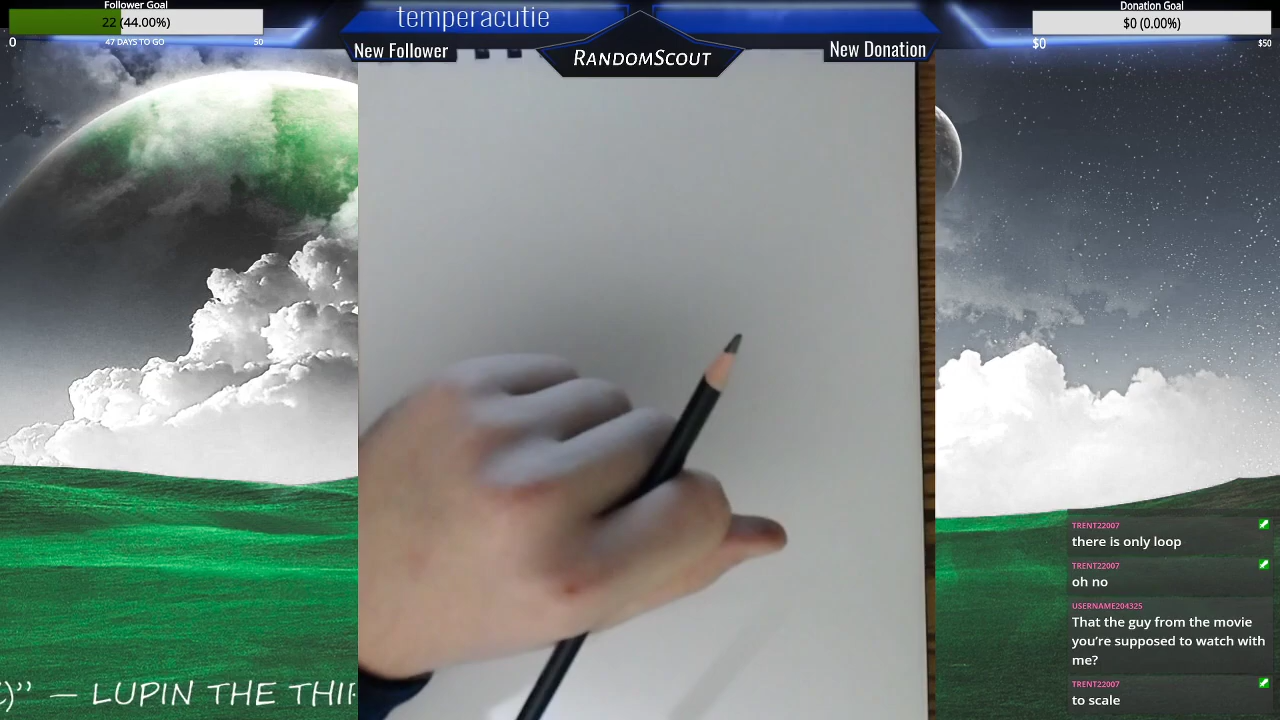 Follower Goal
22 (44.00%)
0
47 DAYS TO GO
50
temperacutie
New Follower
RANDOMSCOUT
New Donation
Donation Goal
$0 (0.00%)
$0
$50
TRENT22007
there is only loop
TRENT22007
oh no
USERNAME204325
That the guy from the movie
you're supposed to watch with
me?
TRENT22007
to scale
)” — LUPIN THE THI